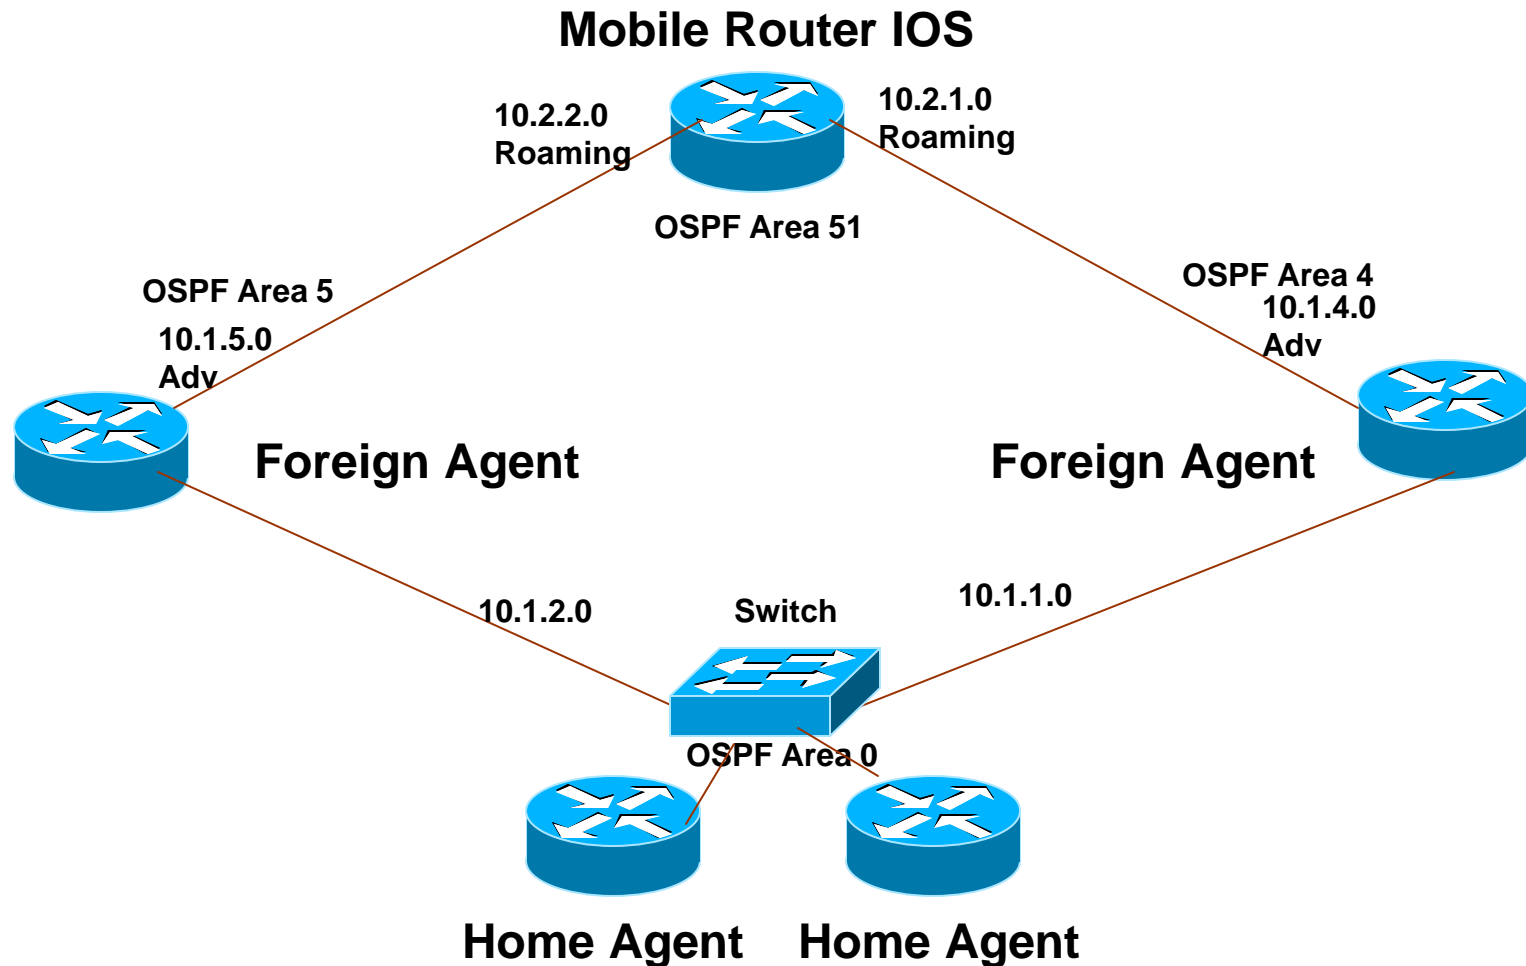 Mobile Router IOS
10.2.2.0
Roaming
10.2.1.0
Roaming
OSPF Area 51
OSPF Area 5
10.1.5.0
Adv
OSPF Area 4
10.1.4.0
Adv
Foreign Agent
Foreign Agent
10.1.2.0
Switch
10.1.1.0
OSPF Area 0
Home Agent
Home Agent